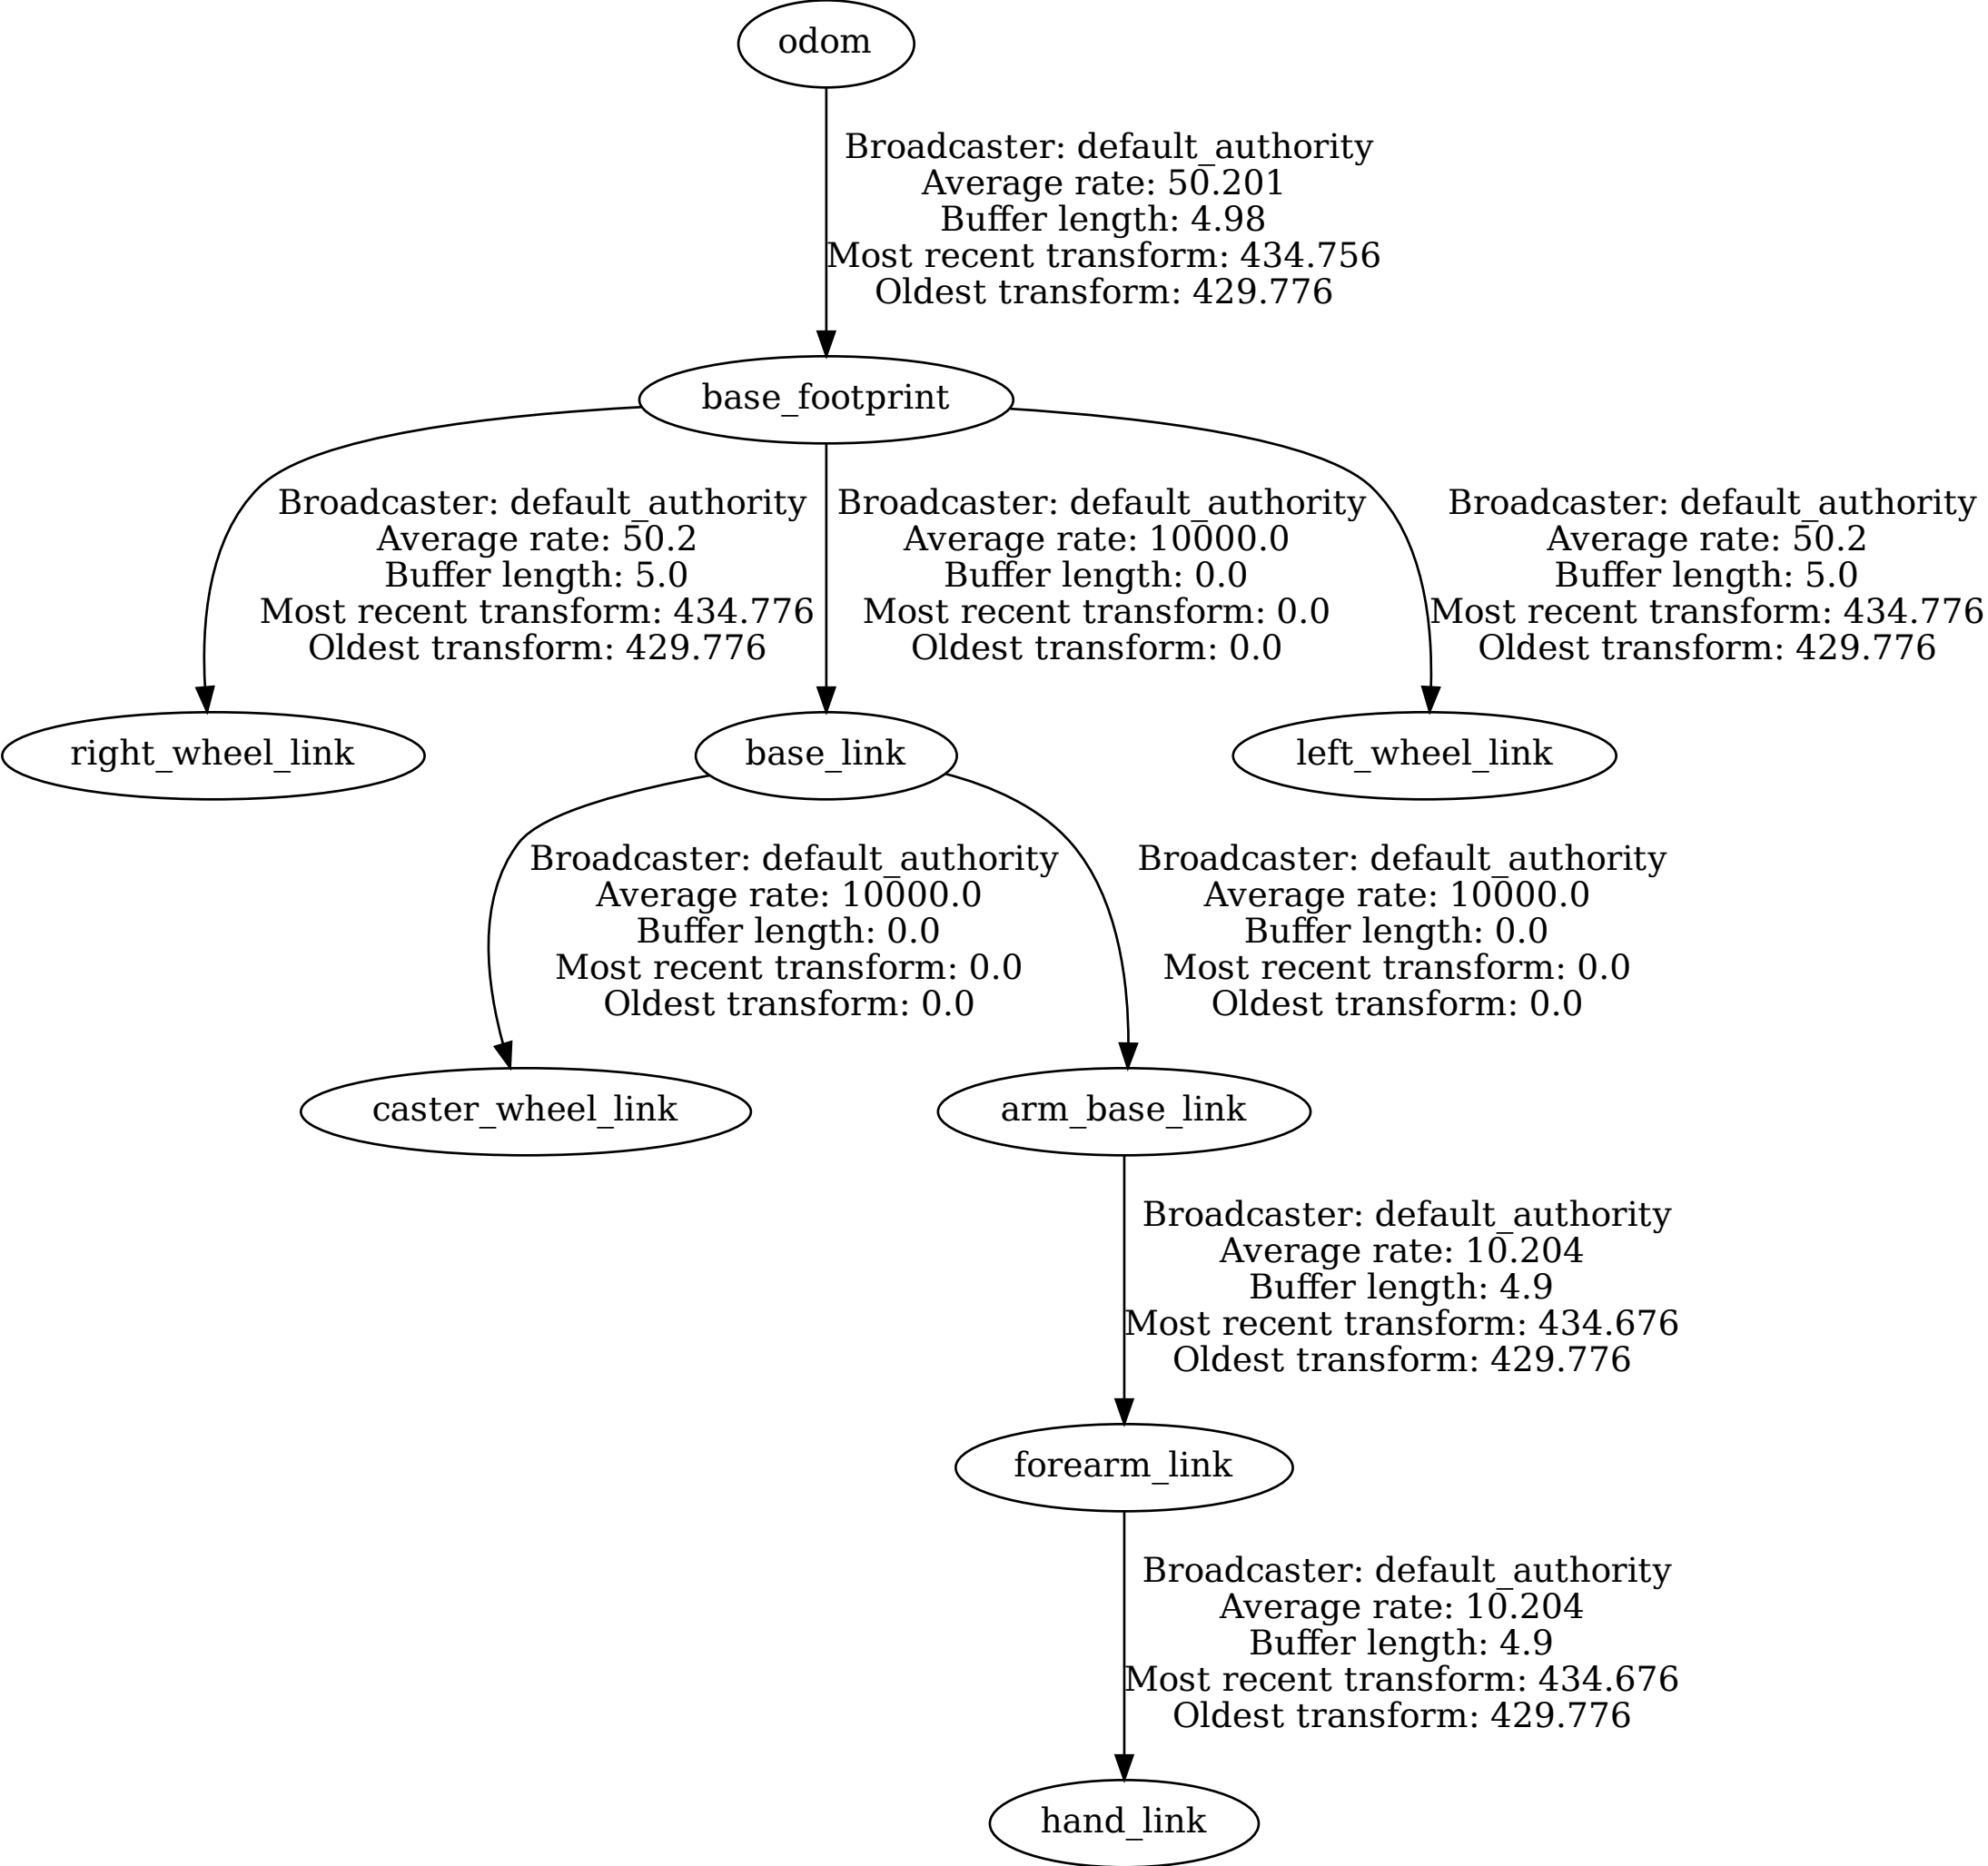 odom
Broadcaster: default_authority
Average rate: 50.201
Buffer length: 4.98
Most recent transform: 434.756
Oldest transform: 429.776
base_footprint
Broadcaster: default_authority
Average rate: 50.2
Buffer length: 5.0
Most recent transform: 434.776
Oldest transform: 429.776
Broadcaster: default_authority
Average rate: 10000.0
Buffer length: 0.0
Most recent transform: 0.0
Oldest transform: 0.0
Broadcaster: default_authority
Average rate: 50.2
Buffer length: 5.0
Most recent transform: 434.776
Oldest transform: 429.776
right_wheel_link
base_link
left_wheel_link
Broadcaster: default_authority
Average rate: 10000.0
Buffer length: 0.0
Most recent transform: 0.0
Oldest transform: 0.0
Broadcaster: default_authority
Average rate: 10000.0
Buffer length: 0.0
Most recent transform: 0.0
Oldest transform: 0.0
caster_wheel_link
arm_base_link
Broadcaster: default_authority
Average rate: 10.204
Buffer length: 4.9
Most recent transform: 434.676
Oldest transform: 429.776
forearm_link
Broadcaster: default_authority
Average rate: 10.204
Buffer length: 4.9
Most recent transform: 434.676
Oldest transform: 429.776
hand_link